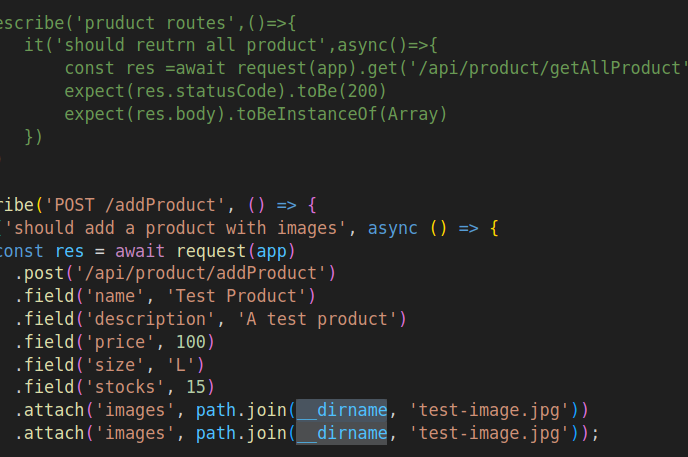 escribe('pruduct routes',()=>{
it('should reutrn all product',async()=>{
const res =await request(app).get('/api/product/getAllProduct'
expect(res.statusCode).toBe(200)
expect(res.body).toBeInstanceOf(Array)
})
ribe('POST /addProduct', () => {
'should add a product with images', async () => {
const res = await request(app)
.post('/api/product/addProduct')
.field('name', 'Test Product')
.field('description', 'A test product')
.field('price', 100)
.field('size', 'L')
.field('stocks', 15)
.attach('images', path.join(__dirname, 'test-image.jpg'))
.attach('images', path.join(__dirname, 'test-image.jpg'));